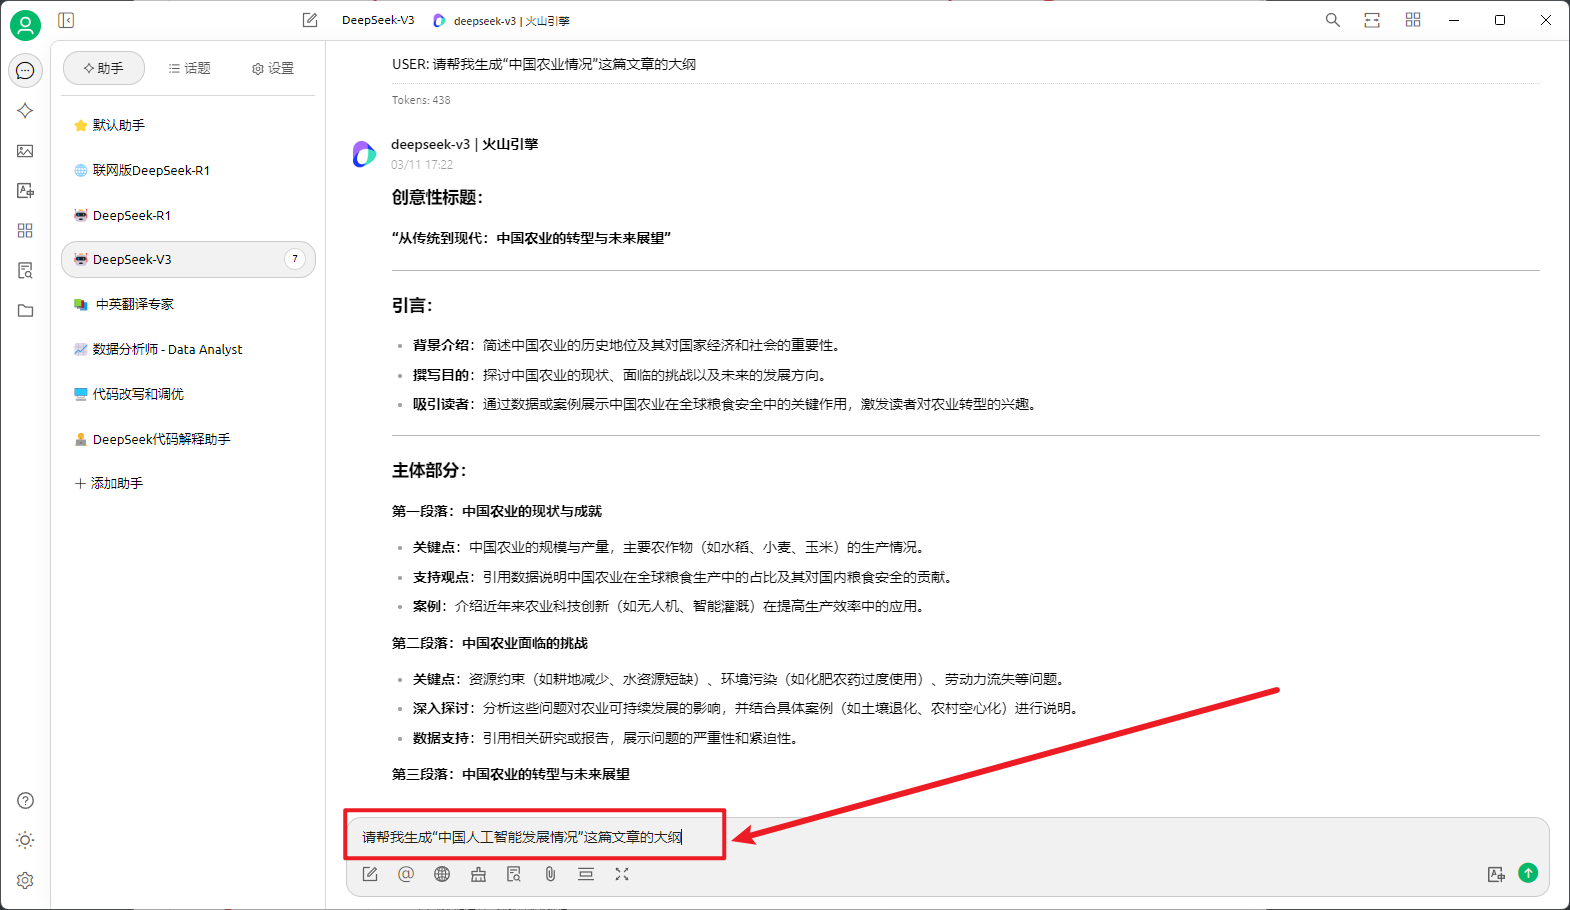 DeepSeek-V3
deepseek-v3 | 火山引擎
助手
话题
设置
默认助手
联网版DeepSeek-R1
DeepSeek-R1
DeepSeek-V3
7
中英翻译专家
数据分析师 - Data Analyst
代码改写和调优
DeepSeek代码解释助手
添加助手
USER: 请帮我生成“中国农业情况”这篇文章的大纲
Tokens: 438
deepseek-v3 | 火山引擎
03/11 17:22
创意性标题：
“从传统到现代：中国农业的转型与未来展望”
引言：
背景介绍：简述中国农业的历史地位及其对国家经济和社会的重要性。
撰写目的：探讨中国农业的现状、面临的挑战以及未来的发展方向。
吸引读者：通过数据或案例展示中国农业在全球粮食安全中的关键作用，激发读者对农业转型的兴趣。
主体部分：
第一段落：中国农业的现状与成就
关键点：中国农业的规模与产量，主要农作物（如水稻、小麦、玉米）的生产情况。
支持观点：引用数据说明中国农业在全球粮食生产中的占比及其对国内粮食安全的贡献。
案例：介绍近年来农业科技创新（如无人机、智能灌溉）在提高生产效率中的应用。
第二段落：中国农业面临的挑战
关键点：资源约束（如耕地减少、水资源短缺）、环境污染（如化肥农药过度使用）、劳动力流失等问题。
深入探讨：分析这些问题对农业可持续发展的影响，并结合具体案例（如土壤退化、农村空心化）进行说明。
数据支持：引用相关研究或报告，展示问题的严重性和紧迫性。
第三段落：中国农业的转型与未来展望
请帮我生成“中国人工智能发展情况”这篇文章的大纲